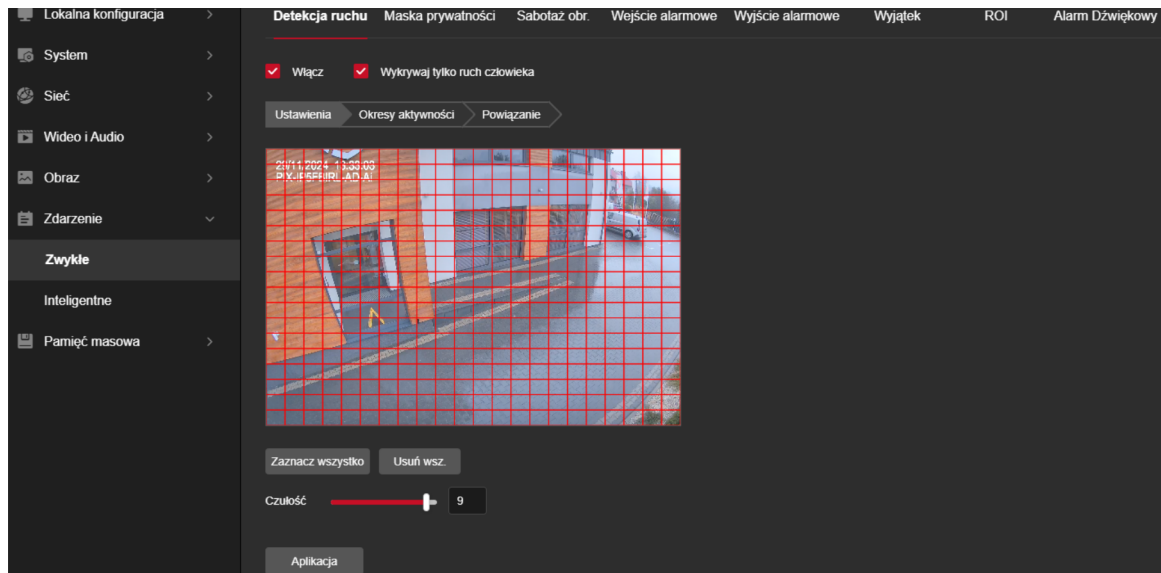 Lokalna konfiguracja
Detekcja ruchu Maska prywatności Sabotaż obr. Wejście alarmowe Wyjście alarmowe Wyjątek ROI Alarm Dźwiękowy
System
Włącz Wykrywaj tylko ruch człowieka
Sieć
Ustawienia Okresy aktywności Powiązanie
Wideo i Audio
Obraz
Zdarzenie
Zwykłe
Inteligentne
Pamięć masowa
Zaznacz wszystko Usuń wsz.
Czułość 9
Aplikacja